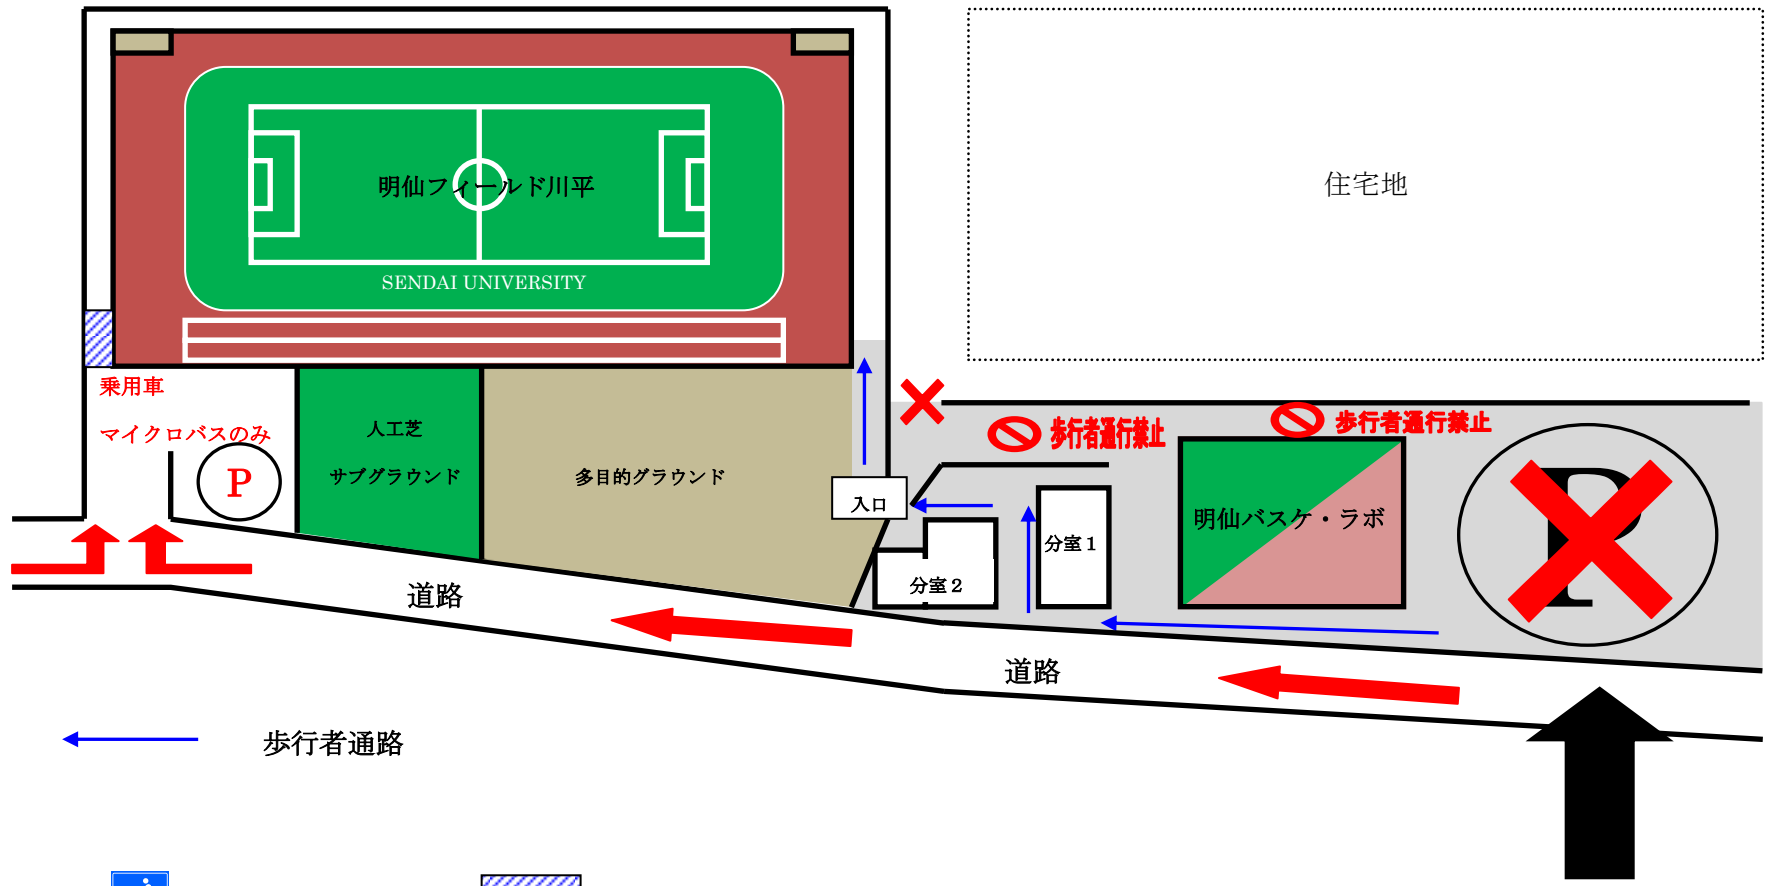 明仙フィールド川平
SENDAI UNIVERSITY
住宅地
乗用車
マイクロバスのみ
P
人工芝
サブグラウンド
多目的グラウンド
入口
歩行者通行禁止
歩行者通行禁止
分室１
分室２
明仙バスケ・ラボ
P
道路
道路
歩行者通路